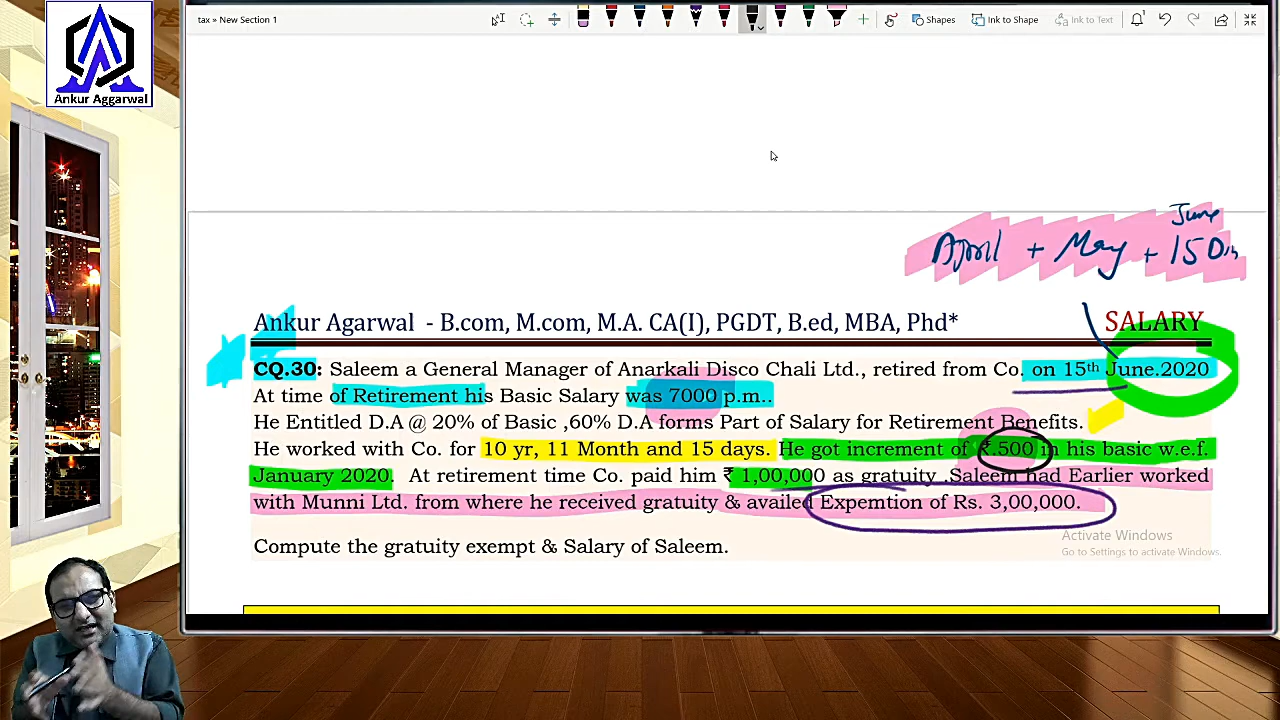 tax » New Section 1
Shapes
Ink to Shape
Ink to Text
Ankur Aggarwal
June
April + May + 15 D
Ankur Agarwal - B.com, M.com, M.A. CA(I), PGDT, B.ed, MBA, Phd*
SALARY
CQ.30: Saleem a General Manager of Anarkali Disco Chali Ltd., retired from Co. on 15th June.2020
At time of Retirement his Basic Salary was 7000 p.m..
He Entitled D.A @ 20% of Basic ,60% D.A forms Part of Salary for Retirement Benefits.
He worked with Co. for 10 yr, 11 Month and 15 days. He got increment of ₹.500 in his basic w.e.f.
January 2020. At retirement time Co. paid him ₹ 1,00,000 as gratuity .Saleem had Earlier worked
with Munni Ltd. from where he received gratuity & availed Expemtion of Rs. 3,00,000.
Compute the gratuity exempt & Salary of Saleem.
Activate Windows
Go to Settings to activate Windows.